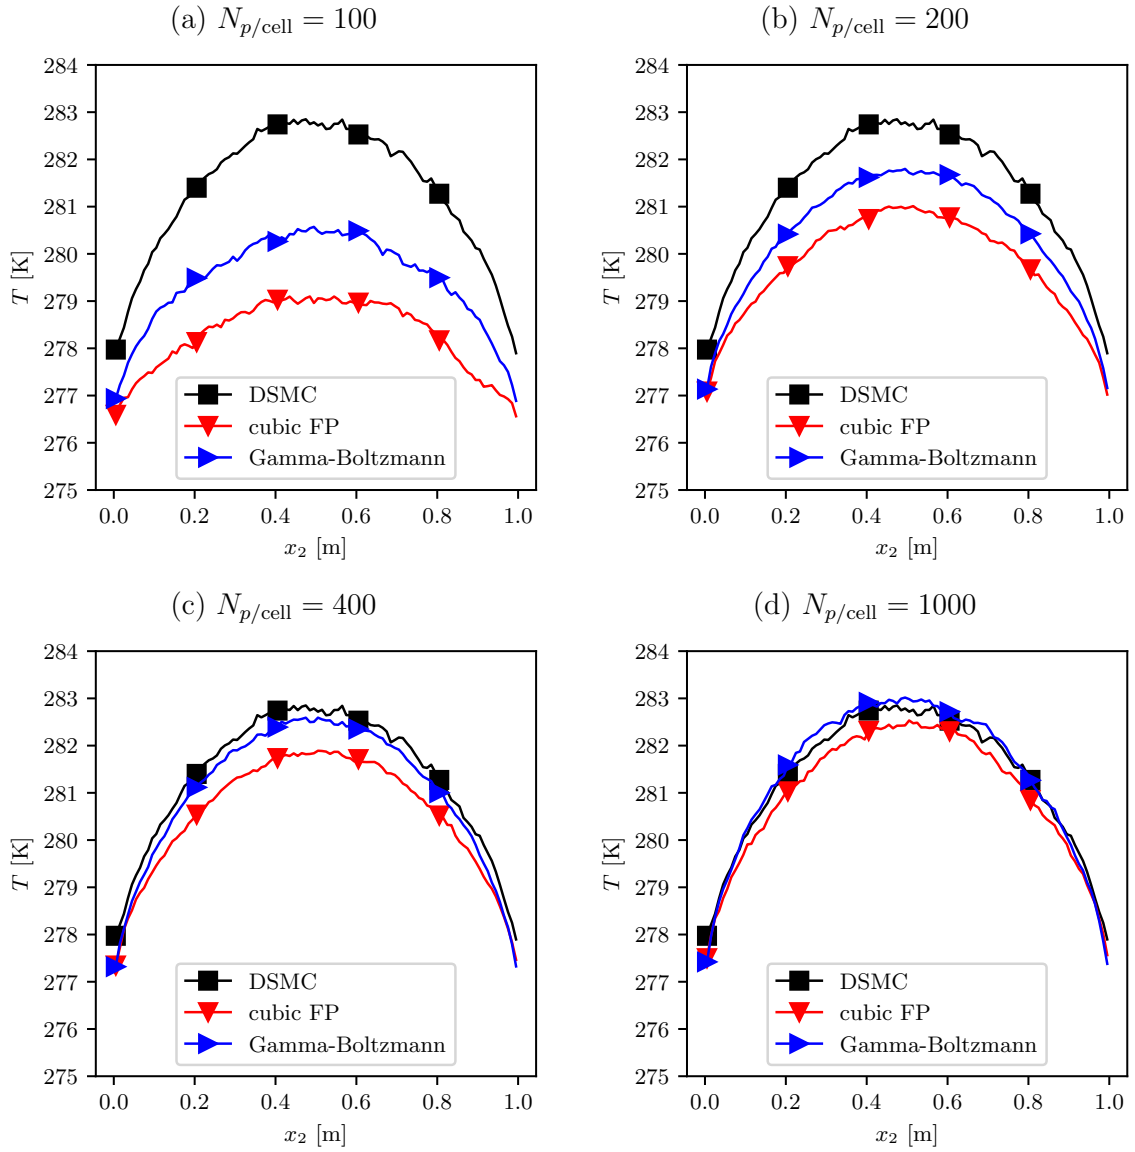 (a) $N_{p/\mathrm{cell}} = 100$
284
283
282
281
280
279
278
277
276
275
T [K]
DSMC
cubic FP
Gamma-Boltzmann
0.0 0.2 0.4 0.6 0.8 1.0
$x_2$ [m]
(b) $N_{p/\mathrm{cell}} = 200$
284
283
282
281
280
279
278
277
276
275
T [K]
DSMC
cubic FP
Gamma-Boltzmann
0.0 0.2 0.4 0.6 0.8 1.0
$x_2$ [m]
(c) $N_{p/\mathrm{cell}} = 400$
284
283
282
281
280
279
278
277
276
275
T [K]
DSMC
cubic FP
Gamma-Boltzmann
0.0 0.2 0.4 0.6 0.8 1.0
$x_2$ [m]
(d) $N_{p/\mathrm{cell}} = 1000$
284
283
282
281
280
279
278
277
276
275
T [K]
DSMC
cubic FP
Gamma-Boltzmann
0.0 0.2 0.4 0.6 0.8 1.0
$x_2$ [m]